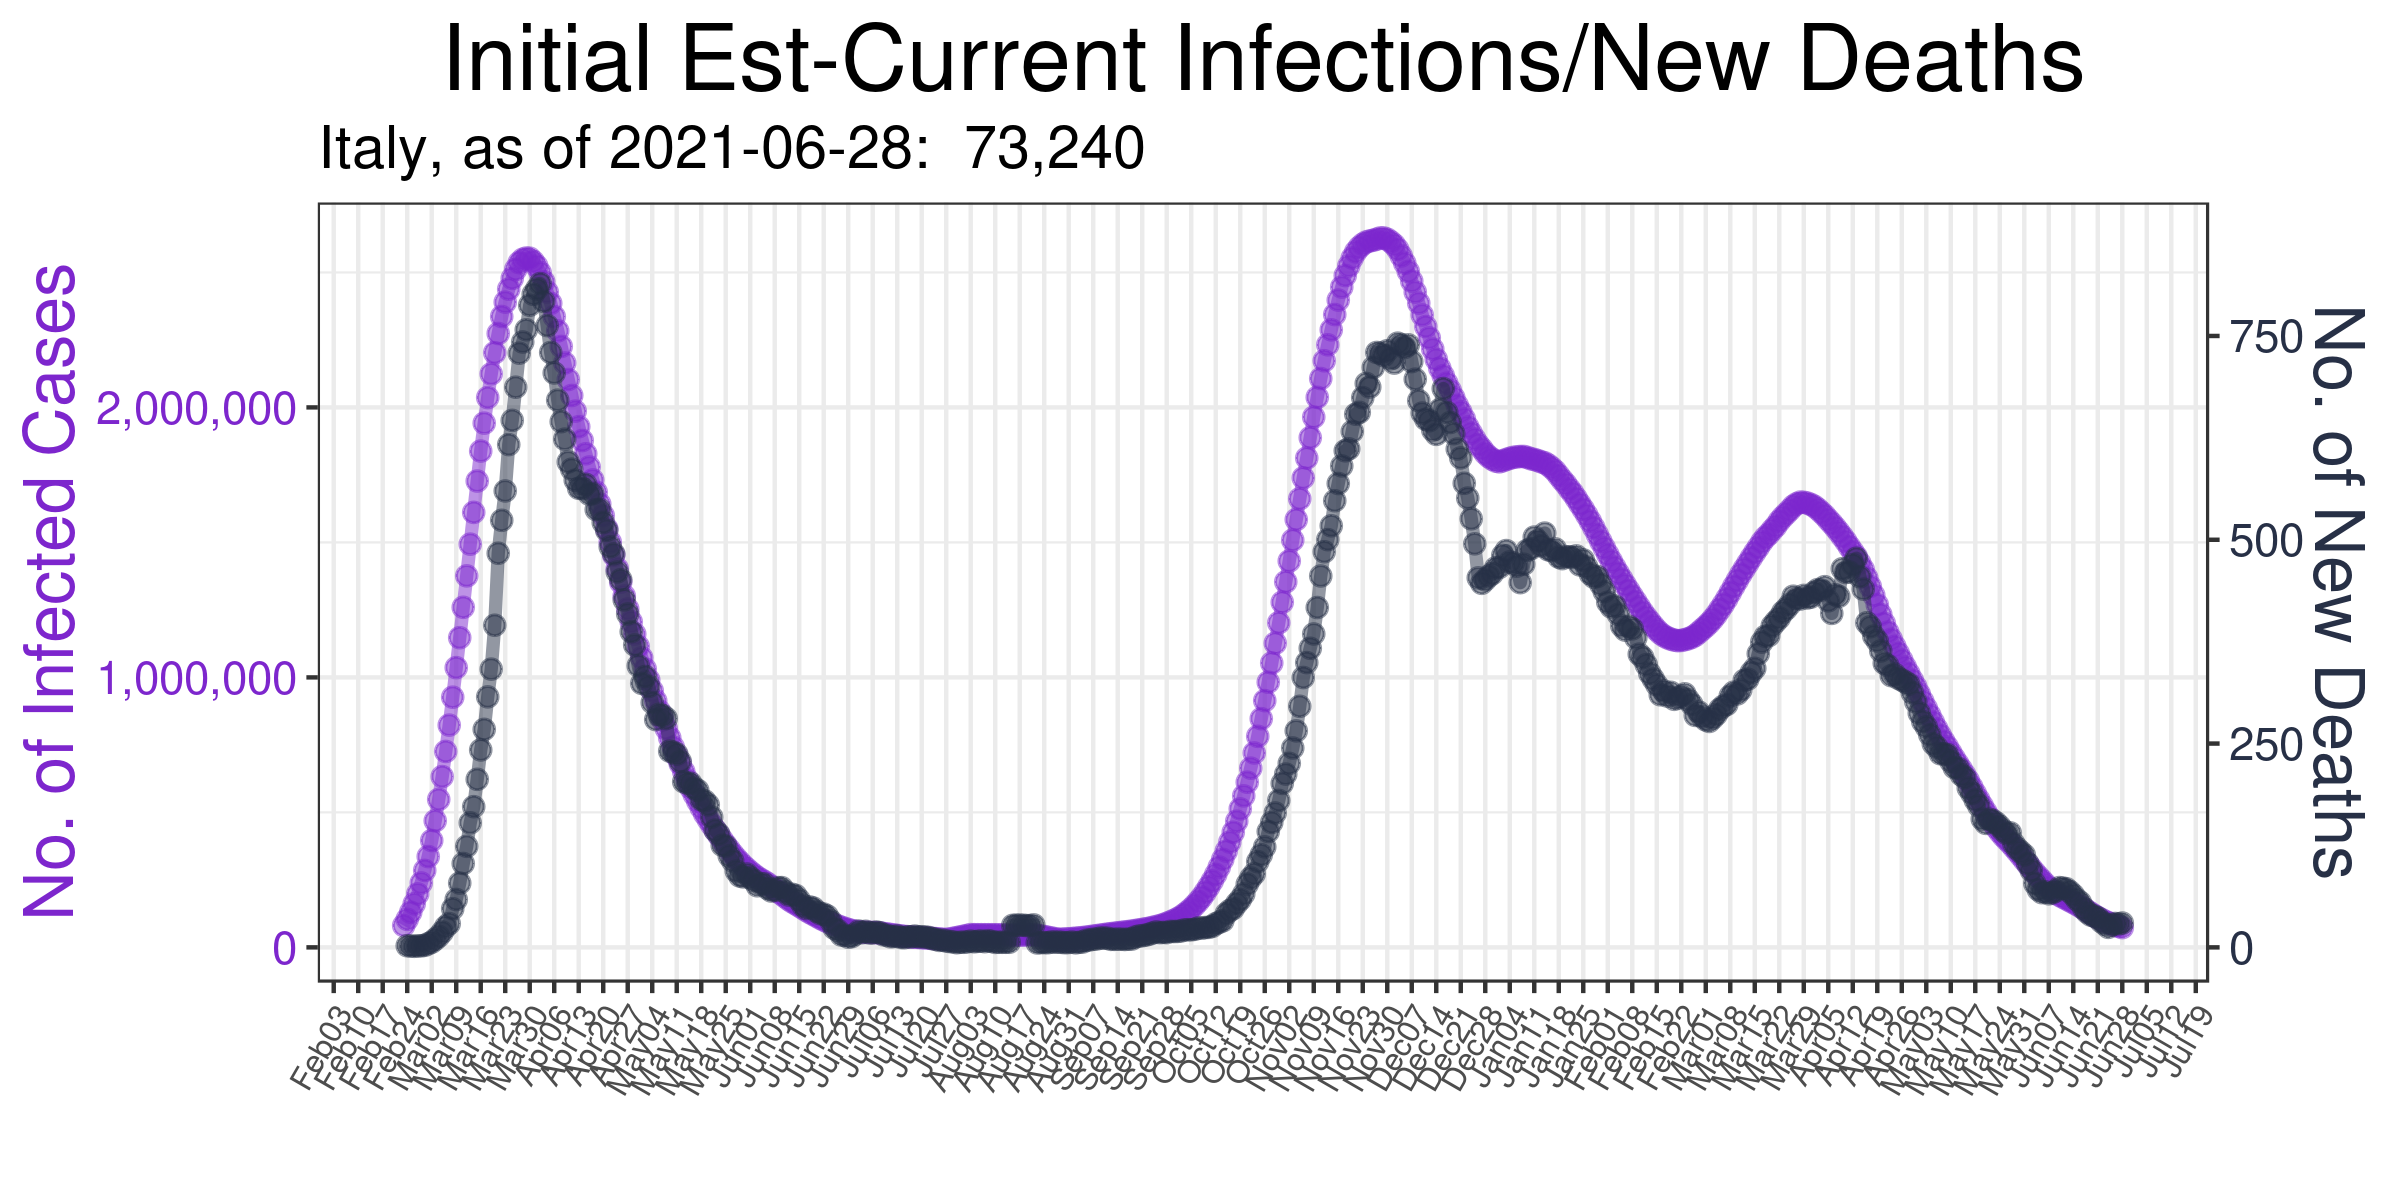 Initial Est-Current Infections/New Deaths
Italy, as of 2021-06-28:  73,240
No. of Infected Cases
2,000,000
1,000,000
0
No. of New Deaths
750
500
250
0
Feb03
Feb10
Feb17
Feb24
Mar02
Mar09
Mar16
Mar23
Mar30
Apr06
Apr13
Apr20
Apr27
May04
May11
May18
May25
Jun01
Jun08
Jun15
Jun22
Jun29
Jul06
Jul13
Jul20
Jul27
Aug03
Aug10
Aug17
Aug24
Aug31
Sep07
Sep14
Sep21
Sep28
Oct05
Oct12
Oct19
Oct26
Nov02
Nov09
Nov16
Nov23
Nov30
Dec07
Dec14
Dec21
Dec28
Jan04
Jan11
Jan18
Jan25
Feb01
Feb08
Feb15
Feb22
Mar01
Mar08
Mar15
Mar22
Mar29
Apr05
Apr12
Apr19
Apr26
May03
May10
May17
May24
May31
Jun07
Jun14
Jun21
Jun28
Jul05
Jul12
Jul19